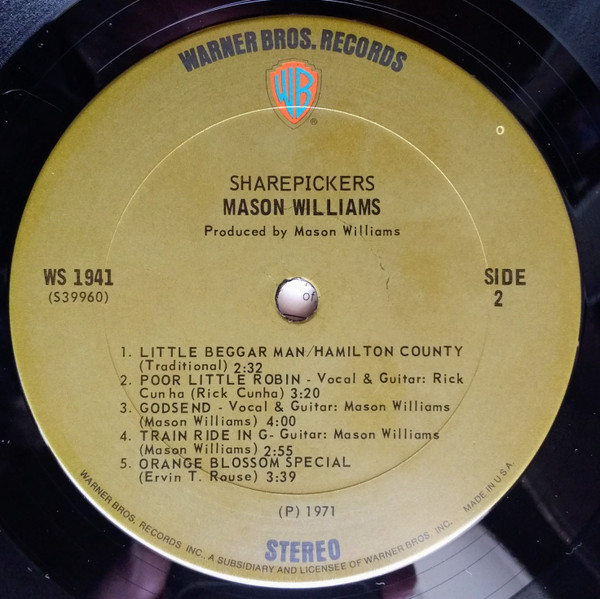 WARNER BROS. RECORDS
WB
®
SHAREPICKERS
MASON WILLIAMS
Produced by Mason Williams
WS 1941
(S39960)
SIDE
2
of
1. LITTLE BEGGAR MAN/HAMILTON COUNTY
(Traditional) 2:32
2. POOR LITTLE ROBIN - Vocal & Guitar: Rick
Cunha (Rick Cunha) 3:20
3. GODSEND - Vocal & Guitar: Mason Williams
(Mason Williams) 4:00
4. TRAIN RIDE IN G- Guitar: Mason Williams
(Mason Williams) 2:55
5. ORANGE BLOSSOM SPECIAL
(Ervin T. Rouse) 3:39
(P) 1971
STEREO
WARNER BROS. RECORDS INC. A SUBSIDIARY AND LICENSEE OF WARNER BROS. INC. MADE IN U.S.A.